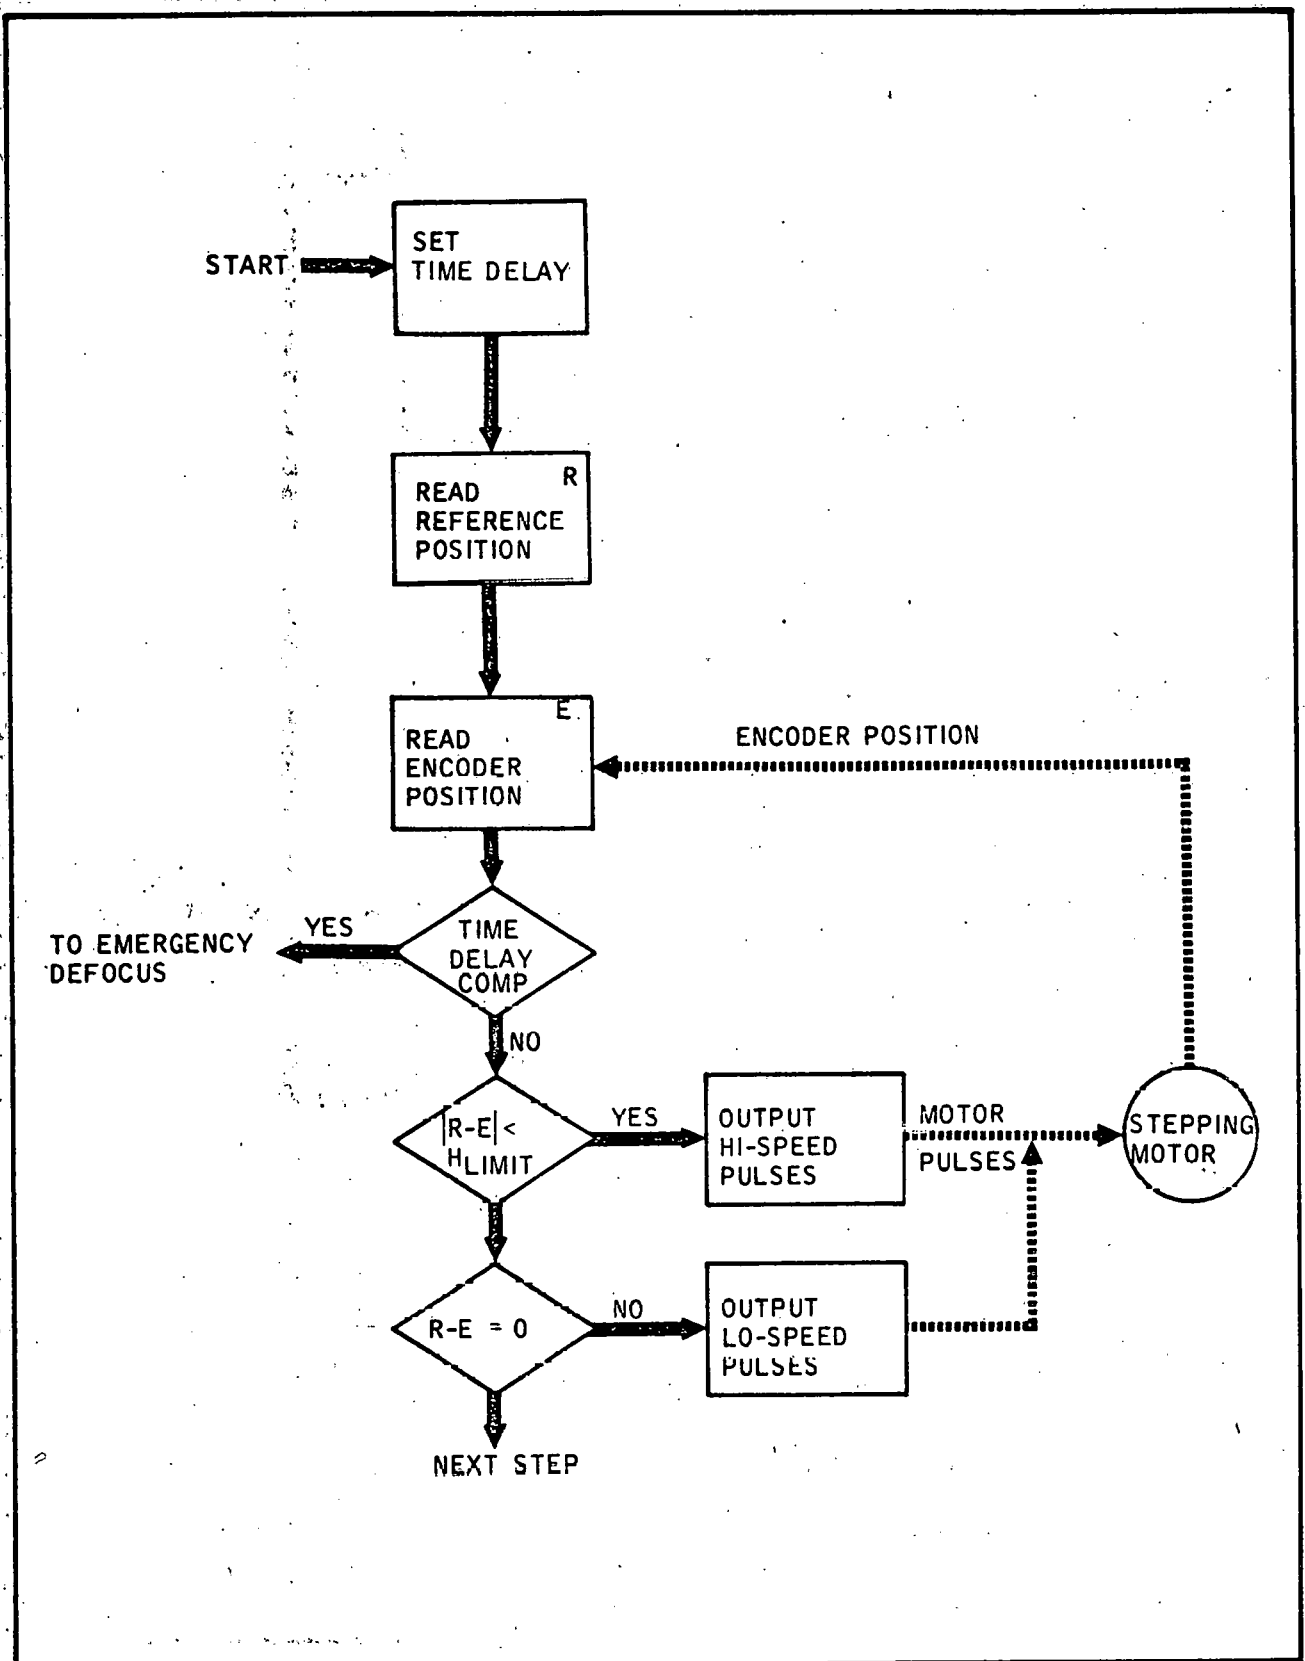 START
SET
TIME DELAY
R
READ
REFERENCE
POSITION
E
READ
ENCODER
POSITION
ENCODER POSITION
TIME
DELAY
COMP
YES
TO EMERGENCY
DEFOCUS
NO
|R-E| <
HLIMIT
YES
OUTPUT
HI-SPEED
PULSES
MOTOR
PULSES
STEPPING
MOTOR
R-E = 0
NO
OUTPUT
LO-SPEED
PULSES
NEXT STEP